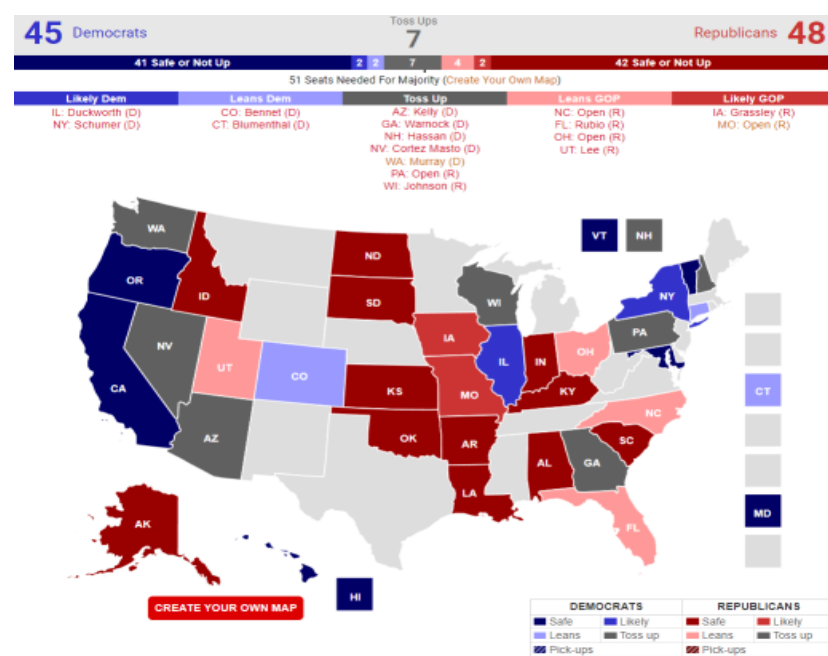 45 Democrats
Toss Ups
7
Republicans 48
41 Safe or Not Up 2 2 7 4 2 42 Safe or Not Up
51 Seats Needed For Majority (Create Your Own Map)
Likely Dem Leans Dem Toss Up Leans GOP Likely GOP
IL: Duckworth (D) CO: Bennet (D) AZ: Kelly (D) NC: Open (R) IA: Grassley (R)
NY: Schumer (D) CT: Blumenthal (D) GA: Warnock (D) FL: Rubio (R) MO: Open (R)
NH: Hassan (D) OH: Open (R)
NV: Cortez Masto (D) UT: Lee (R)
WA: Murray (D)
PA: Open (R)
WI: Johnson (R)
WA
VT NH
OR
ND
ID
SD
WI
NY
PA
IA
NV
UT
CO
IL
IN
OH
CA
KS
MO
KY
CT
NC
AZ
OK
AR
SC
AL
GA
LA
MD
AK
FL
HI
CREATE YOUR OWN MAP
DEMOCRATS REPUBLICANS
Safe Likely Safe Likely
Leans Toss up Leans Toss up
Pick-ups Pick-ups